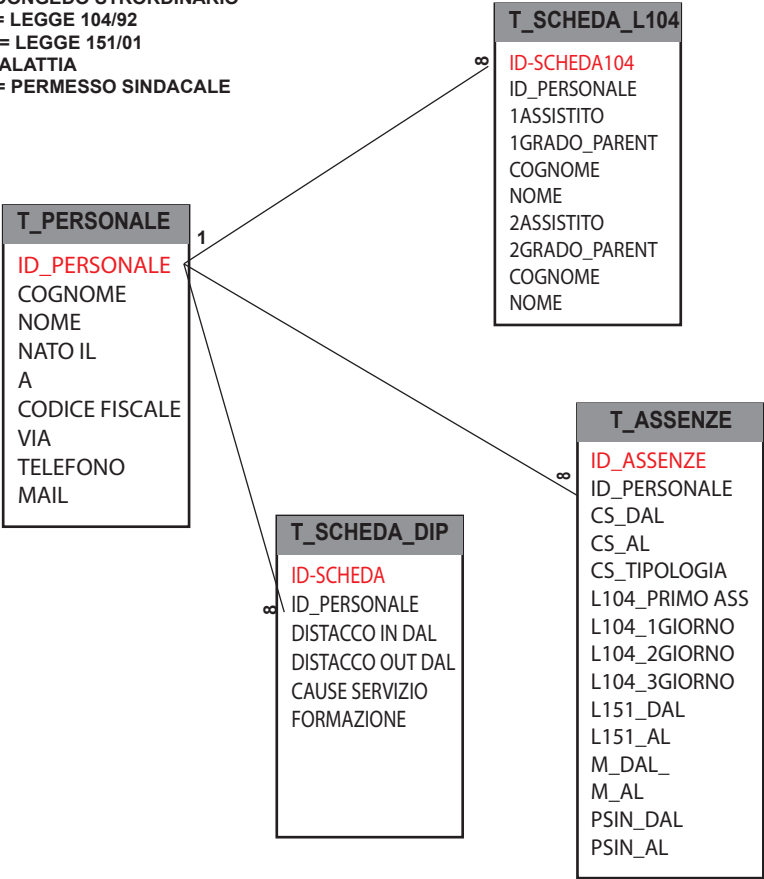 CONGEDO STRORDINARIO
= LEGGE 104/92
= LEGGE 151/01
ALATTIA
= PERMESSO SINDACALE
T_SCHEDA_L104
ID-SCHEDA104
ID_PERSONALE
1ASSISTITO
1GRADO_PARENT
COGNOME
NOME
2ASSISTITO
2GRADO_PARENT
COGNOME
NOME
∞
T_PERSONALE
1
ID_PERSONALE
COGNOME
NOME
NATO IL
A
CODICE FISCALE
VIA
TELEFONO
MAIL
T_ASSENZE
∞
ID_ASSENZE
ID_PERSONALE
CS_DAL
CS_AL
CS_TIPOLOGIA
L104_PRIMO ASS
L104_1GIORNO
L104_2GIORNO
L104_3GIORNO
L151_DAL
L151_AL
M_DAL_
M_AL
PSIN_DAL
PSIN_AL
T_SCHEDA_DIP
ID-SCHEDA
∞
ID_PERSONALE
DISTACCO IN DAL
DISTACCO OUT DAL
CAUSE SERVIZIO
FORMAZIONE